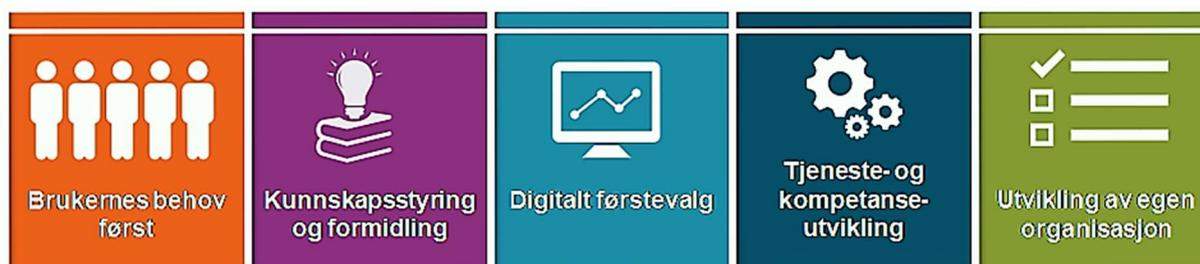 Brukernes behov
først
Kunnskapsstyring
og formidling
Digitalt førstevalg
Tjeneste- og
kompetanse-
utvikling
Utvikling av egen
organisasjon